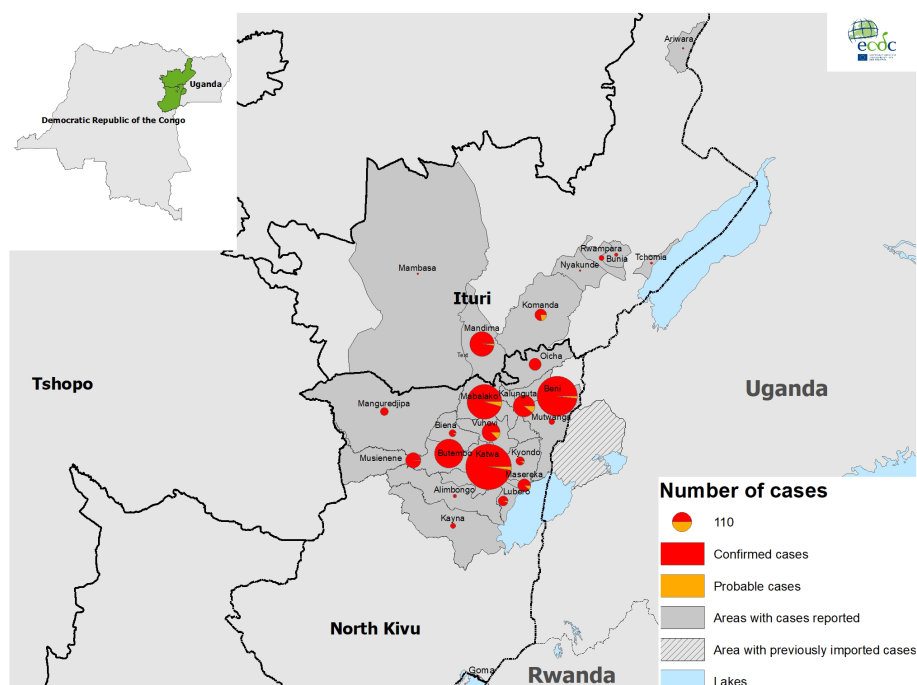 Ariwara
ecdc
Uganda
Democratic Republic of the Congo
Rwampara
Bunia
Tchomia
Nyakunde
Mambasa
Ituri
Komanda
Mandima
Oicha
Tshopo
Uganda
Beni
Mabalako
Kalunguta
Manguredjipa
Mutwanga
Vuhovi
Biena
Butembo
Katwa
Kyondo
Musienene
Masereka
Alimbongo
Lubero
Kayna
Number of cases
110
Confirmed cases
Probable cases
Areas with cases reported
Area with previously imported cases
Lakes
North Kivu
Goma
Rwanda